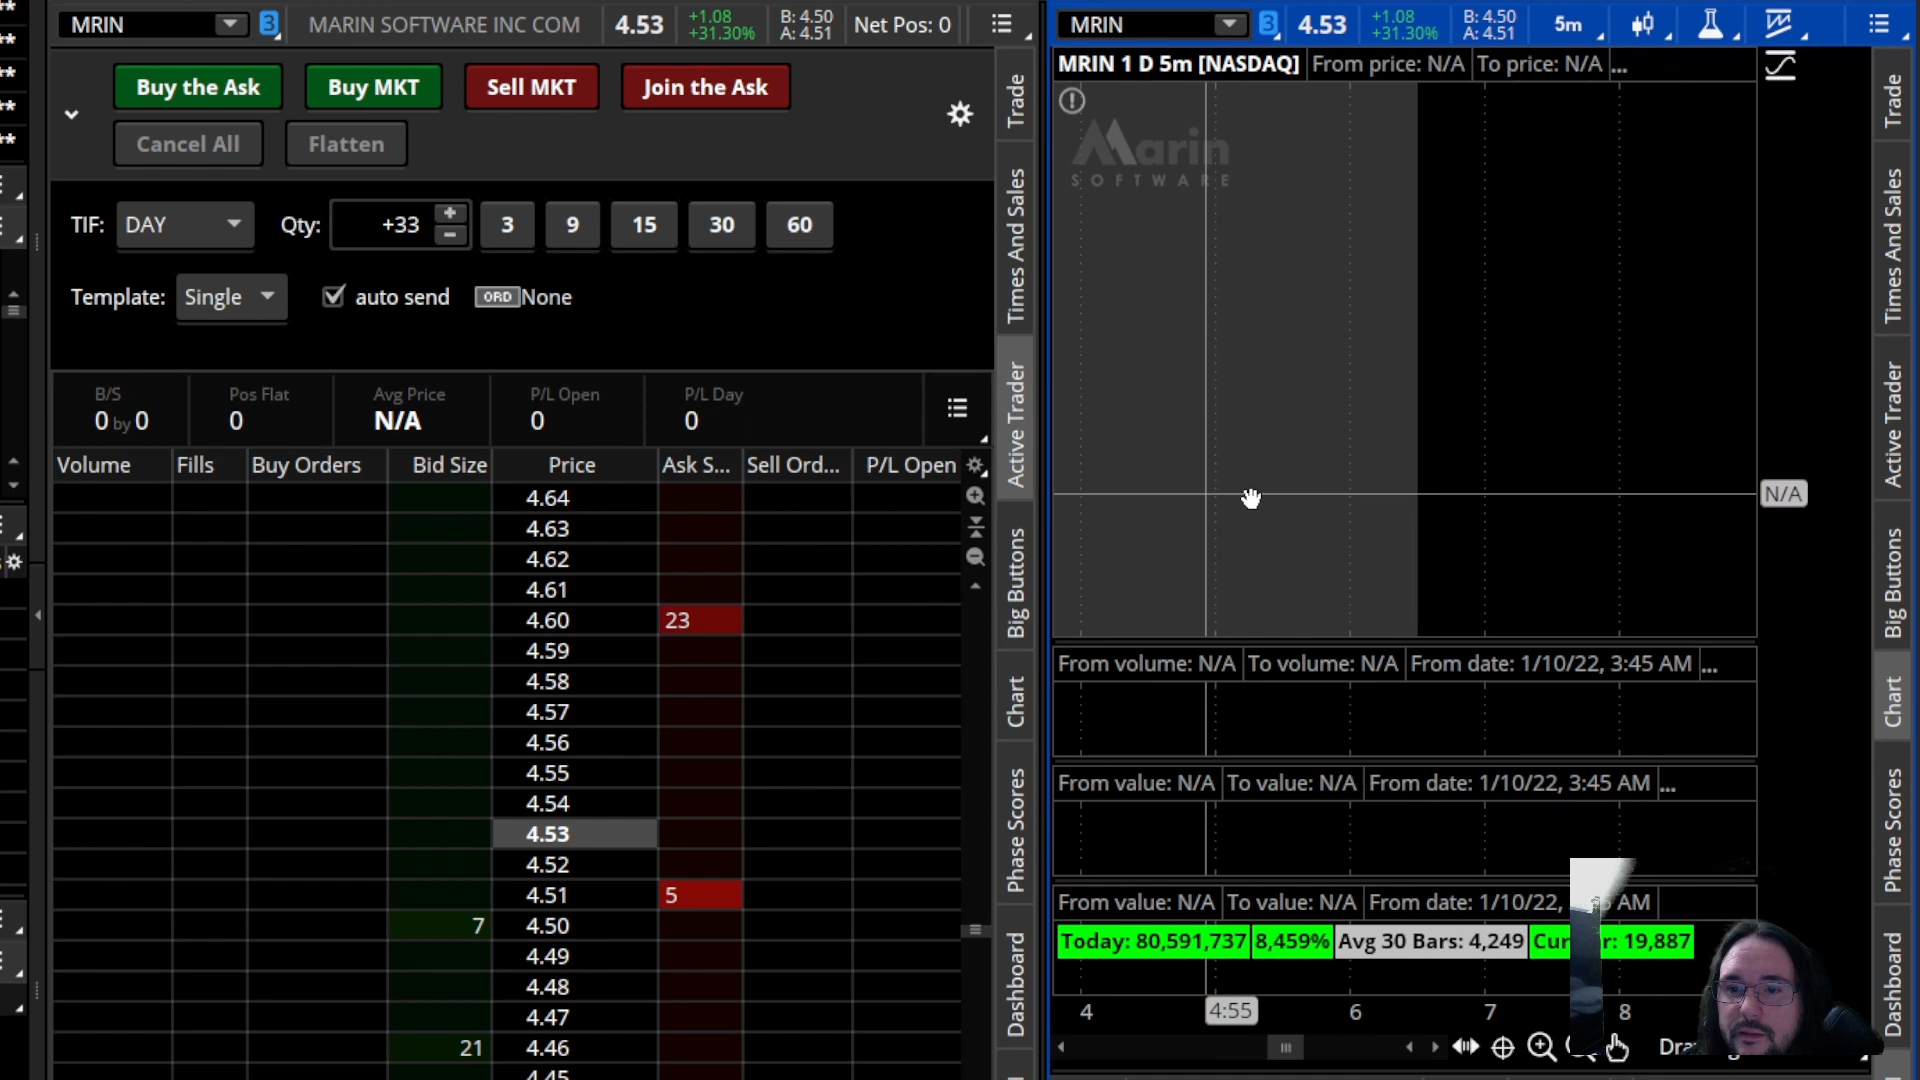 MRIN 3 MARIN SOFTWARE INC COM 4.53 +1.08 +31.30% B: 4.50 A: 4.51 Net Pos: 0
Buy the Ask Buy MKT Sell MKT Join the Ask
Cancel All Flatten
TIF: DAY Qty: +33 3 9 15 30 60
Template: Single auto send ORD None
B/S Pos Flat Avg Price P/L Open P/L Day
0 by 0 0 N/A 0 0
Volume Fills Buy Orders Bid Size Price Ask S... Sell Ord... P/L Open
4.64
4.63
4.62
4.61
4.60 23
4.59
4.58
4.57
4.56
4.55
4.54
4.53
4.52
4.51 5
7 4.50
4.49
4.48
4.47
21 4.46
4.45
Trade
Times And Sales
Active Trader
Big Buttons
Chart
Phase Scores
Dashboard
MRIN 3 4.53 +1.08 +31.30% B: 4.50 A: 4.51 5m
MRIN 1 D 5m [NASDAQ] From price: N/A To price: N/A ...
Marin
SOFTWARE
N/A
From volume: N/A To volume: N/A From date: 1/10/22, 3:45 AM ...
From value: N/A To value: N/A From date: 1/10/22, 3:45 AM ...
From value: N/A To value: N/A From date: 1/10/22, AM
Today: 80,591,737 8,459% Avg 30 Bars: 4,249 19,887
4 4:55 6 7 8
Trade
Times And Sales
Active Trader
Big Buttons
Chart
Phase Scores
Dashboard